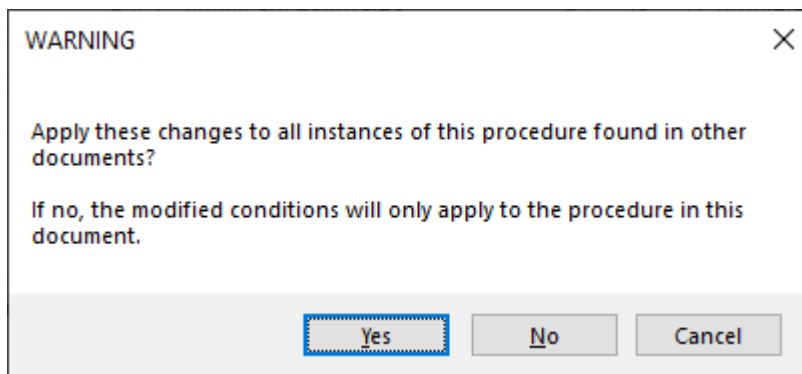 WARNING
Apply these changes to all instances of this procedure found in other
documents?
If no, the modified conditions will only apply to the procedure in this
document.
Yes No Cancel